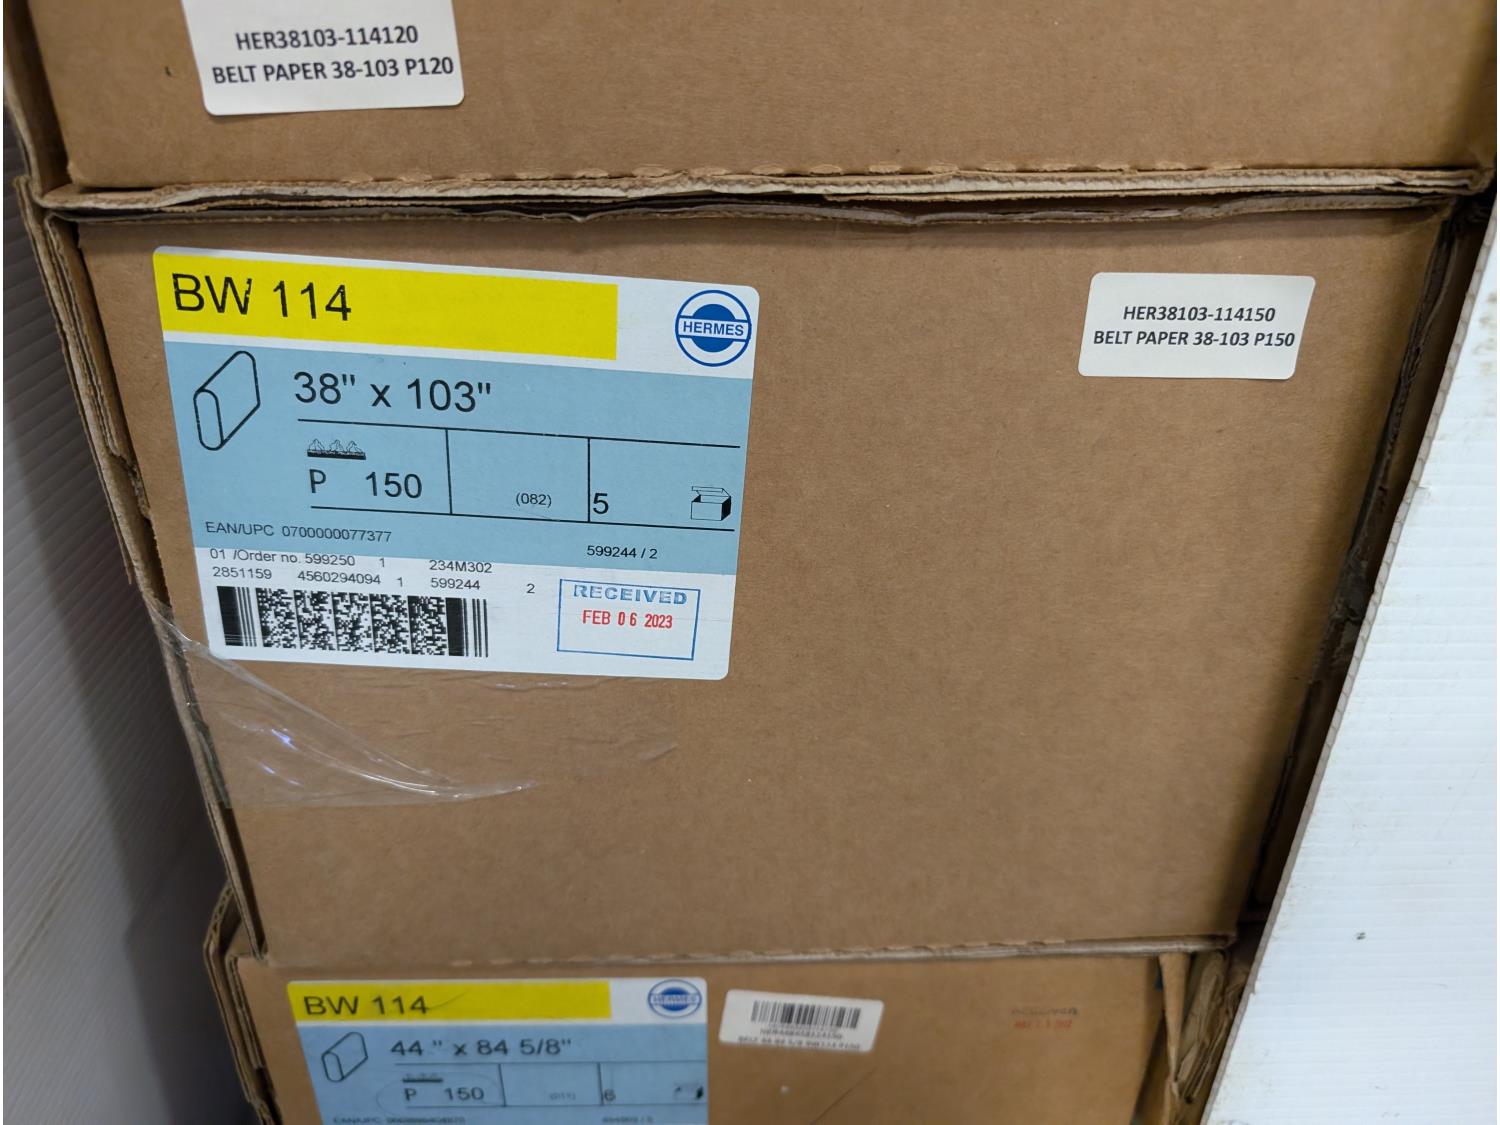 HER38103-114120
BELT PAPER 38-103 P120
BW 114
HERMES
38" x 103"
P 150
(082)
5
EAN/UPC 0700000077377
599244 / 2
01 /Order no. 599250 1 234M302
2851159 4560294094 1 599244 2
RECEIVED
FEB 06 2023
HER38103-114150
BELT PAPER 38-103 P150
BW 114
HERMES
44 " x 84 5/8"
P 150
6
EAN/UPC